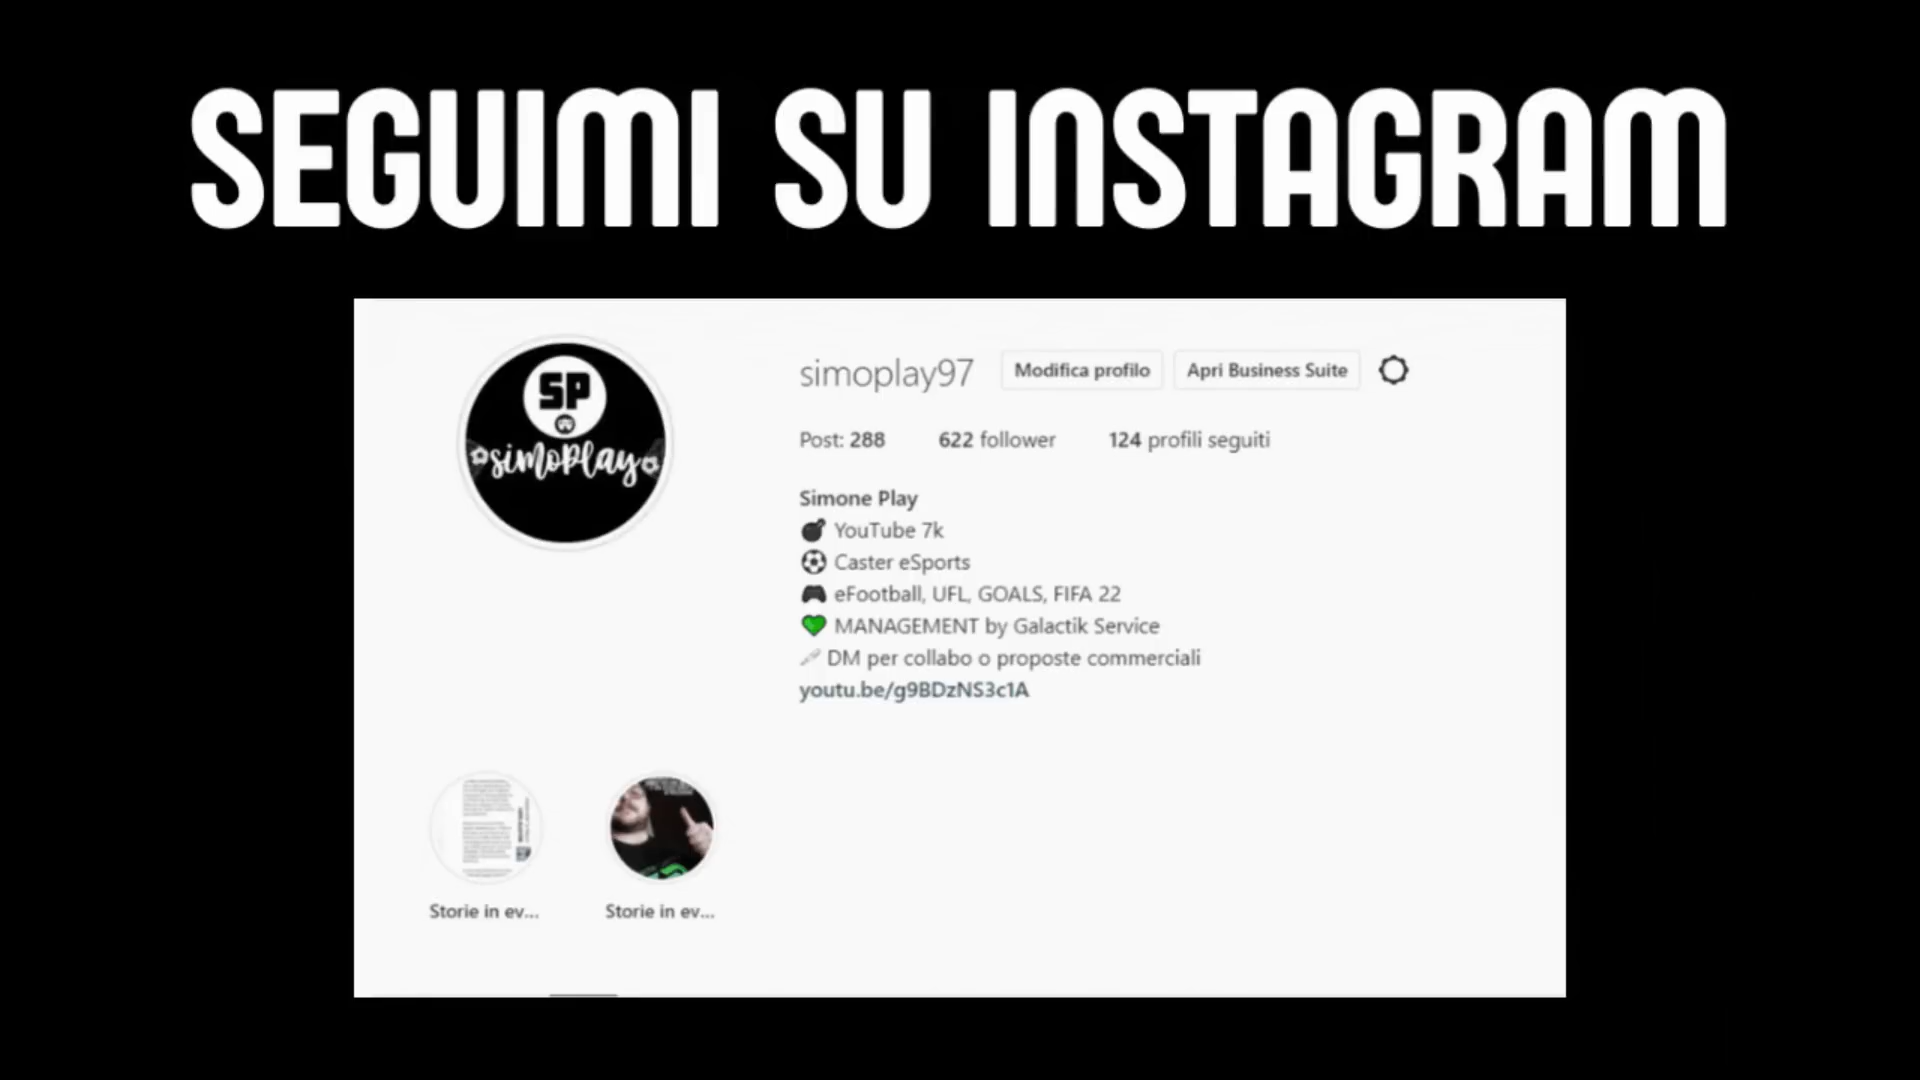 SEGUIMI SU INSTAGRAM
SP
simoplay
simoplay97 Modifica profilo Apri Business Suite
Post: 288 622 follower 124 profili seguiti
Simone Play
YouTube 7k
Caster eSports
eFootball, UFL, GOALS, FIFA 22
MANAGEMENT by Galactik Service
DM per collabo o proposte commerciali
youtu.be/g9BDzNS3c1A
Storie in ev... Storie in ev...